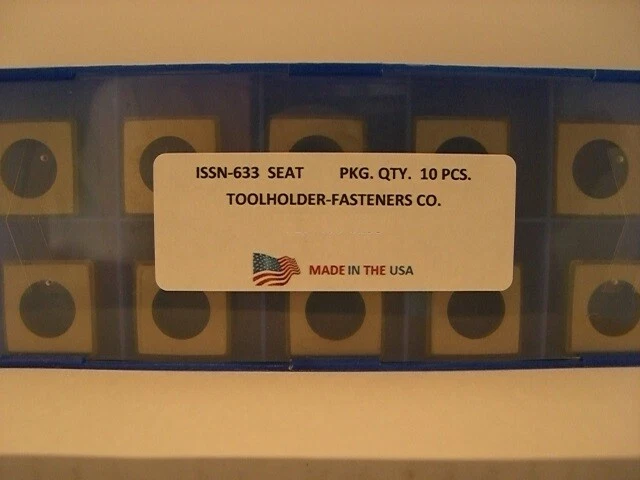 ISSN-633 SEAT PKG. QTY. 10 PCS.
TOOLHOLDER-FASTENERS CO.
MADE IN THE USA